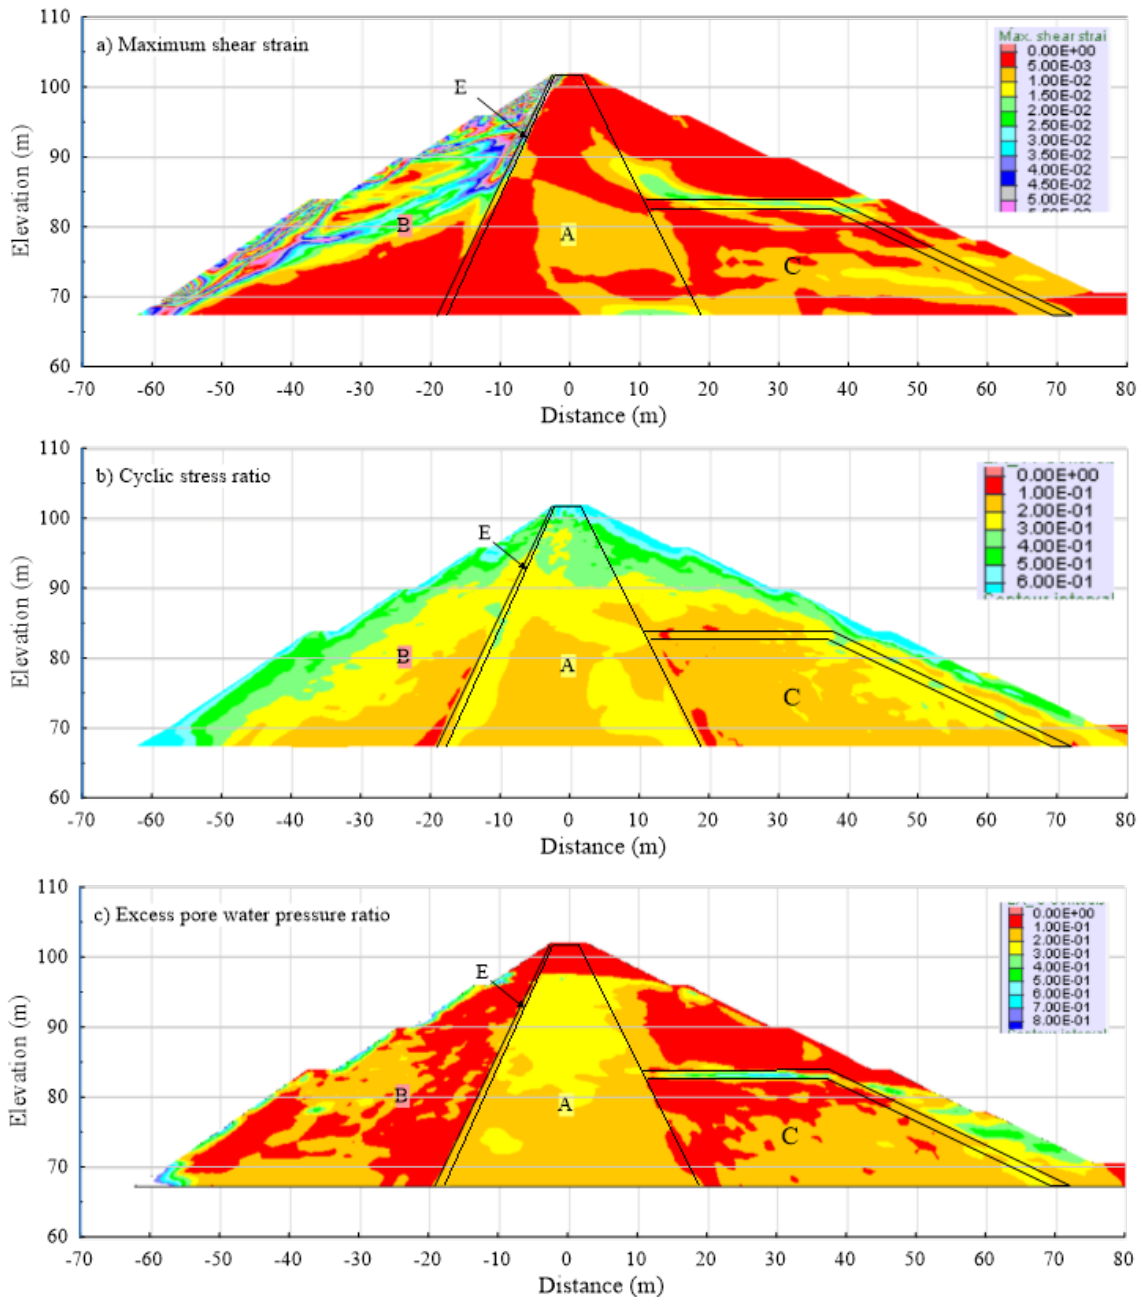 110
a) Maximum shear strain
Max. shear strai
0.00E+00
5.00E-03
1.00E-02
1.50E-02
2.00E-02
2.50E-02
3.00E-02
3.50E-02
4.00E-02
4.50E-02
5.00E-02
100
E
90
80
B
A
C
70
60
Elevation (m)
-70 -60 -50 -40 -30 -20 -10 0 10 20 30 40 50 60 70 80
Distance (m)
110
b) Cyclic stress ratio
0.00E+00
1.00E-01
2.00E-01
3.00E-01
4.00E-01
5.00E-01
6.00E-01
Contour interval
100
E
90
80
B
A
C
70
60
Elevation (m)
-70 -60 -50 -40 -30 -20 -10 0 10 20 30 40 50 60 70 80
Distance (m)
110
c) Excess pore water pressure ratio
0.00E+00
1.00E-01
2.00E-01
3.00E-01
4.00E-01
5.00E-01
6.00E-01
7.00E-01
8.00E-01
Contour interval
100
E
90
80
B
A
C
70
60
Elevation (m)
-70 -60 -50 -40 -30 -20 -10 0 10 20 30 40 50 60 70 80
Distance (m)